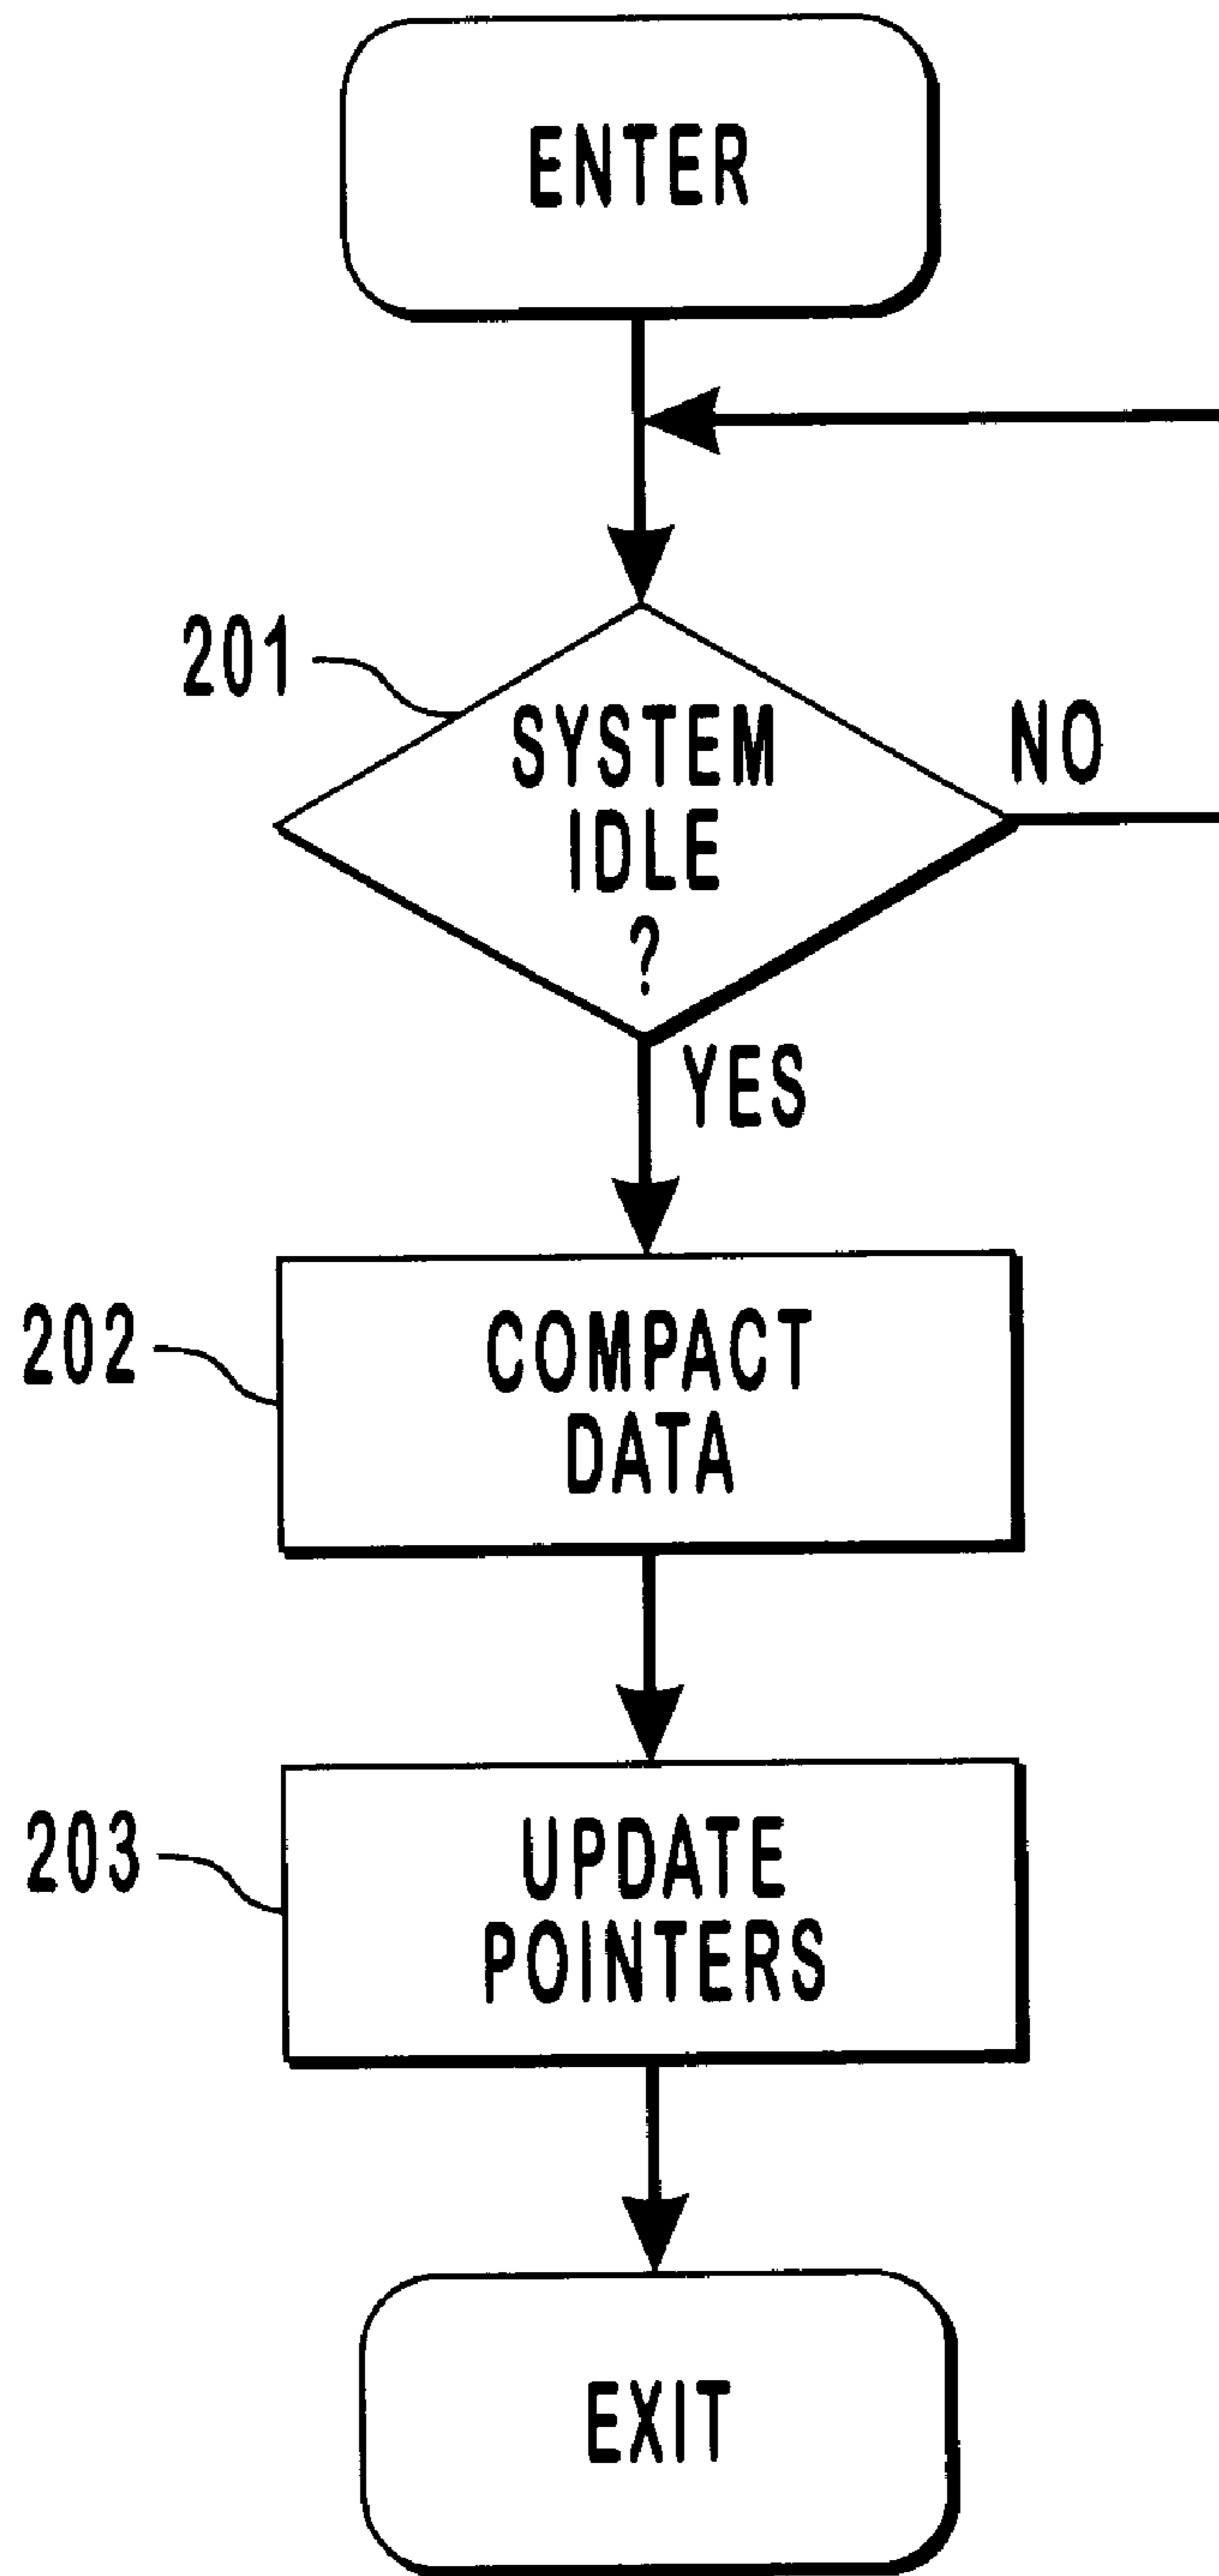 ENTER
201
SYSTEM
IDLE
?
NO
YES
202
COMPACT
DATA
203
UPDATE
POINTERS
EXIT